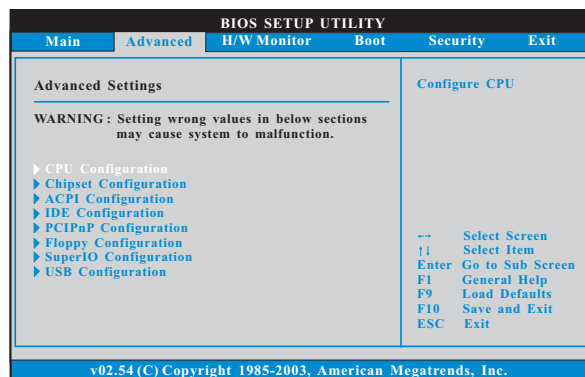 BIOS SETUP UTILITY
Main Advanced H/W Monitor Boot Security Exit
Advanced Settings
WARNING : Setting wrong values in below sections
may cause system to malfunction.
CPU Configuration
Chipset Configuration
ACPI Configuration
IDE Configuration
PCIPnP Configuration
Floppy Configuration
SuperIO Configuration
USB Configuration
Configure CPU
←→ Select Screen
↑↓ Select Item
Enter Go to Sub Screen
F1 General Help
F9 Load Defaults
F10 Save and Exit
ESC Exit
v02.54 (C) Copyright 1985-2003, American Megatrends, Inc.